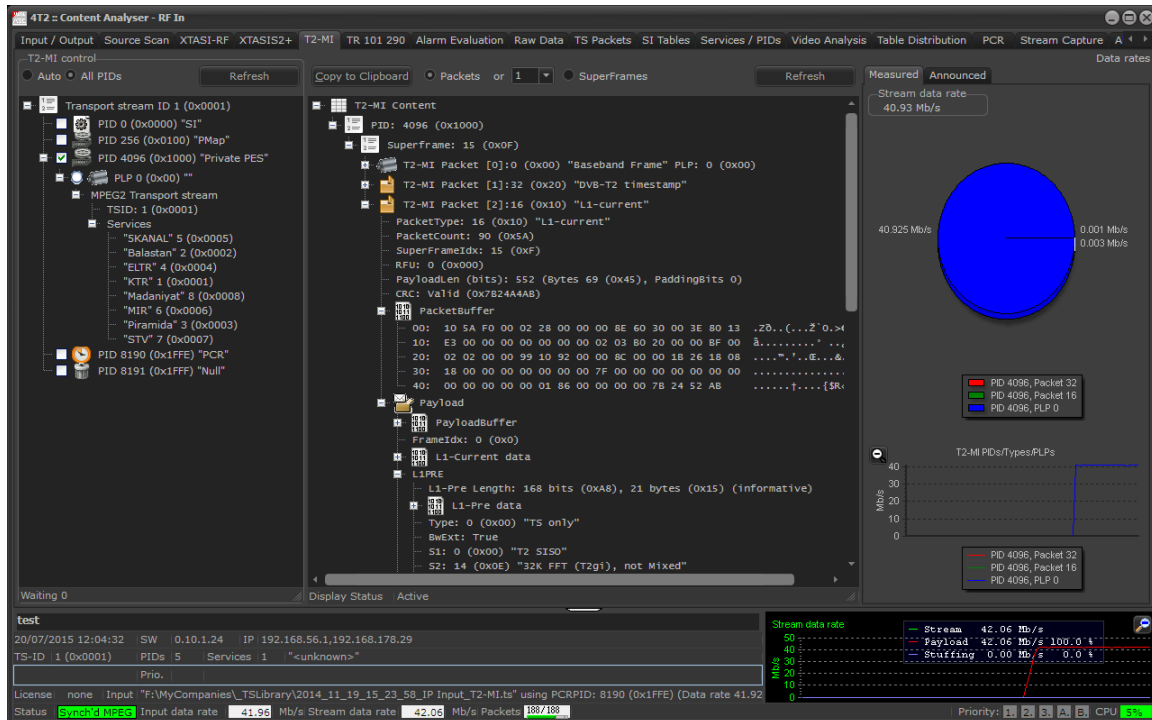 4T2 :: Content Analyser - RF In
Input / Output Source Scan XTASI-RF XTASIS2+ T2-MI TR 101 290 Alarm Evaluation Raw Data TS Packets SI Tables Services / PIDs Video Analysis Table Distribution PCR Stream Capture A
T2-MI control
Auto All PIDs Refresh
Transport stream ID 1 (0x0001)
PID 0 (0x0000) "SI"
PID 256 (0x0100) "PMap"
PID 4096 (0x1000) "Private PES"
PLP 0 (0x00) ""
MPEG2 Transport stream
TSID: 1 (0x0001)
Services
"SKANAL" 5 (0x0005)
"Balastan" 2 (0x0002)
"ELTR" 4 (0x0004)
"KTR" 1 (0x0001)
"Madaniyat" 8 (0x0008)
"MIR" 6 (0x0006)
"Piramida" 3 (0x0003)
"STV" 7 (0x0007)
PID 8190 (0x1FFE) "PCR"
PID 8191 (0x1FFF) "Null"
Waiting 0
Copy to Clipboard Packets or 1 SuperFrames Refresh
T2-MI Content
PID: 4096 (0x1000)
Superframe: 15 (0x0F)
T2-MI Packet [0]:0 (0x00) "Baseband Frame" PLP: 0 (0x00)
T2-MI Packet [1]:32 (0x20) "DVB-T2 timestamp"
T2-MI Packet [2]:16 (0x10) "L1-current"
PacketType: 16 (0x10) "L1-current"
PacketCount: 90 (0x5A)
SuperFrameIdx: 15 (0xF)
RFU: 0 (0x000)
PayloadLen (bits): 552 (Bytes 69 (0x45), PaddingBits 0)
CRC: Valid (0x7B24A4AB)
PacketBuffer
00: 10 5A F0 00 02 28 00 00 00 8E 60 30 00 3E 80 13
10: E3 00 00 00 00 00 00 00 02 03 B0 20 00 00 BF 00
20: 02 02 00 00 99 10 92 00 00 8C 00 00 1B 26 18 08
30: 18 00 00 00 00 00 00 00 7F 00 00 00 00 00 00 00
40: 00 00 00 00 00 01 86 00 00 00 00 7B 24 52 AB
Payload
PayloadBuffer
FrameIdx: 0 (0x0)
L1-Current data
L1PRE
L1-Pre Length: 168 bits (0xA8), 21 bytes (0x15) (informative)
L1-Pre data
Type: 0 (0x00) "TS only"
BwExt: True
S1: 0 (0x00) "T2 SISO"
S2: 14 (0x0E) "32K FFT (T2gi), not Mixed"
Display Status Active
Data rates
Measured Announced
Stream data rate
40.93 Mb/s
40.925 Mb/s
0.001 Mb/s
0.003 Mb/s
PID 4096, Packet 32
PID 4096, Packet 16
PID 4096, PLP 0
T2-MI PIDs/Types/PLPs
Mb/s
40
30
20
10
0
PID 4096, Packet 32
PID 4096, Packet 16
PID 4096, PLP 0
test
20/07/2015 12:04:32 SW 0.10.1.24 IP 192.168.56.1,192.168.178.29
TS-ID 1 (0x0001) PIDs 5 Services 1 "<unknown>"
Prio.
License none Input "F:\MyCompanies\_TSLibrary\2014_11_19_15_23_58_IP Input_T2-MI.ts" using PCRPID: 8190 (0x1FFE) (Data rate 41.92
Stream data rate
Mb/s
50
40
30
20
10
0
Stream 42.06 Mb/s
Payload 42.06 Mb/s 100.0 %
Stuffing 0.00 Mb/s 0.0 %
Status Synch'd MPEG Input data rate 41.96 Mb/s Stream data rate 42.06 Mb/s Packets 188/188 Priority: 1. 2. 3. A. B. CPU 5%